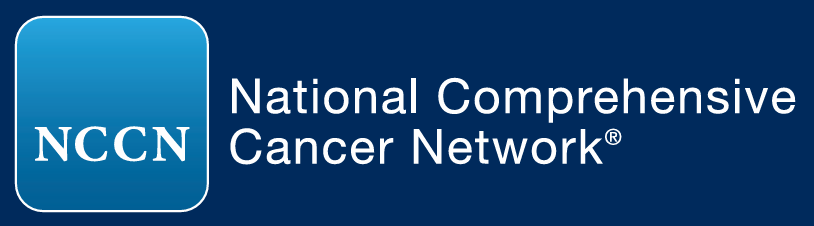 NCCN
National Comprehensive
Cancer Network®